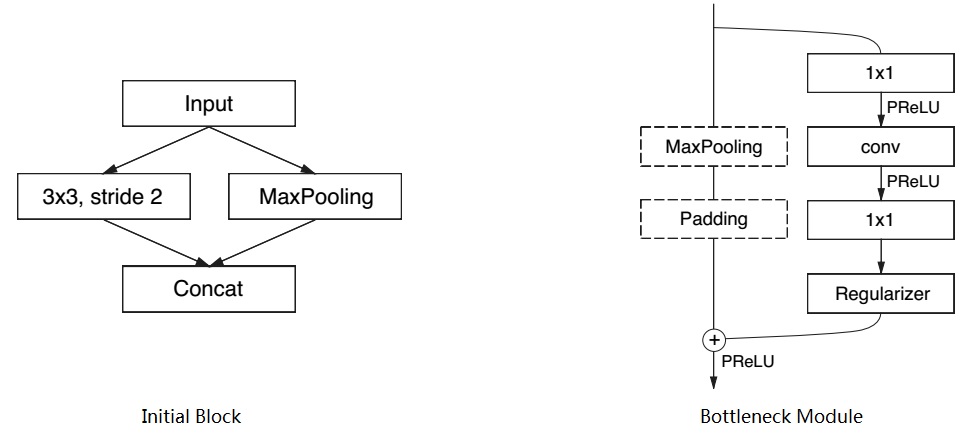 Input
3x3, stride 2
MaxPooling
Concat
Initial Block
1x1
PReLU
MaxPooling
conv
PReLU
Padding
1x1
Regularizer
+
PReLU
Bottleneck Module